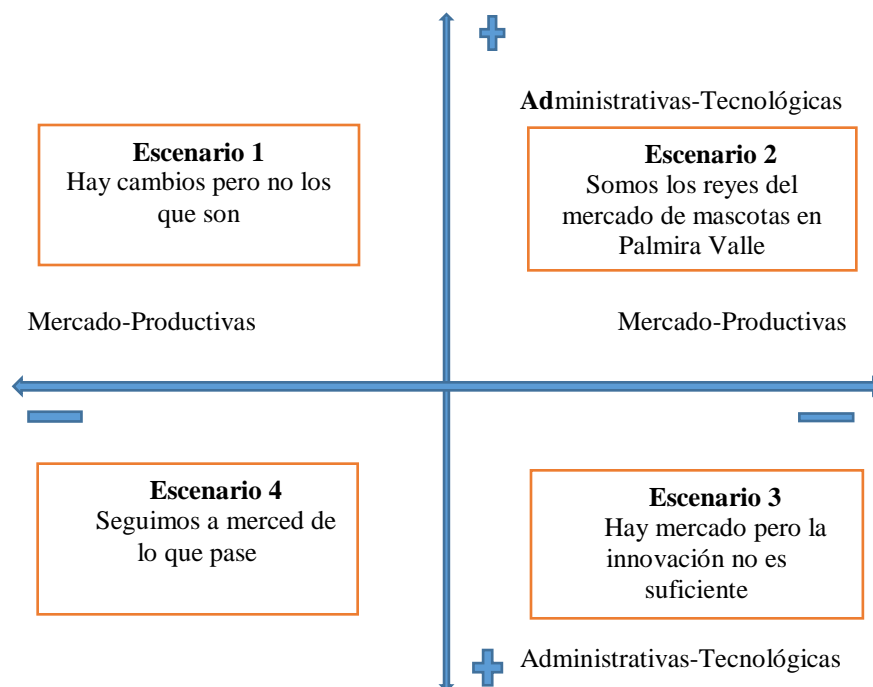 Administrativas-Tecnológicas
Escenario 1
Hay cambios pero no los
que son
Escenario 2
Somos los reyes del
mercado de mascotas en
Palmira Valle
Mercado-Productivas
Mercado-Productivas
Escenario 4
Seguimos a merced de
lo que pase
Escenario 3
Hay mercado pero la
innovación no es
suficiente
Administrativas-Tecnológicas